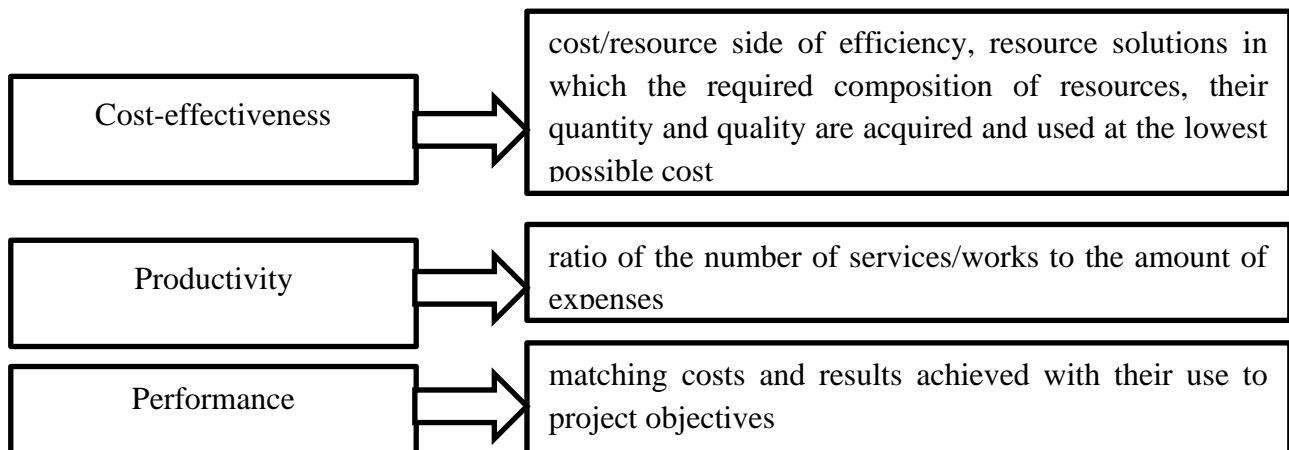 Cost-effectiveness
cost/resource side of efficiency, resource solutions in
which the required composition of resources, their
quantity and quality are acquired and used at the lowest
possible cost
Productivity
ratio of the number of services/works to the amount of
expenses
Performance
matching costs and results achieved with their use to
project objectives